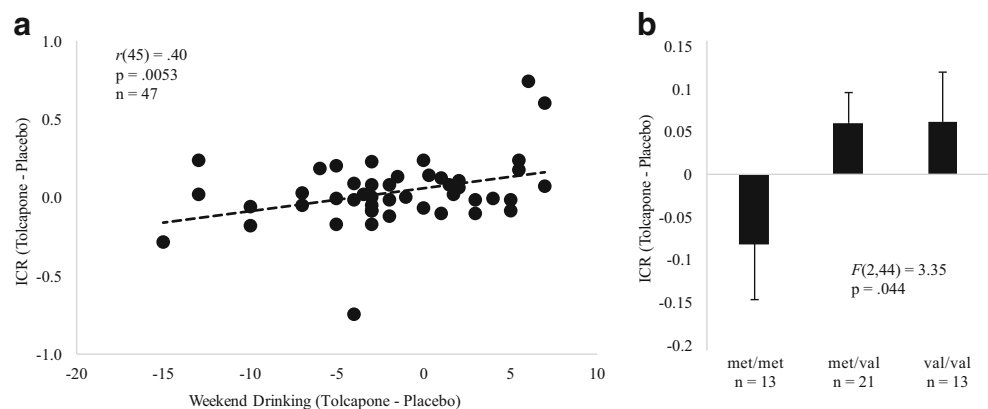 a
1.0
0.5
0.0
-0.5
-1.0
ICR (Tolcapone - Placebo)
r(45) = .40
p = .0053
n = 47
-20
-15
-10
-5
0
5
10
Weekend Drinking (Tolcapone - Placebo)
b
0.15
0.1
0.05
0
-0.05
-0.1
-0.15
-0.2
ICR (Tolcapone - Placebo)
F(2,44) = 3.35
p = .044
met/met
n = 13
met/val
n = 21
val/val
n = 13